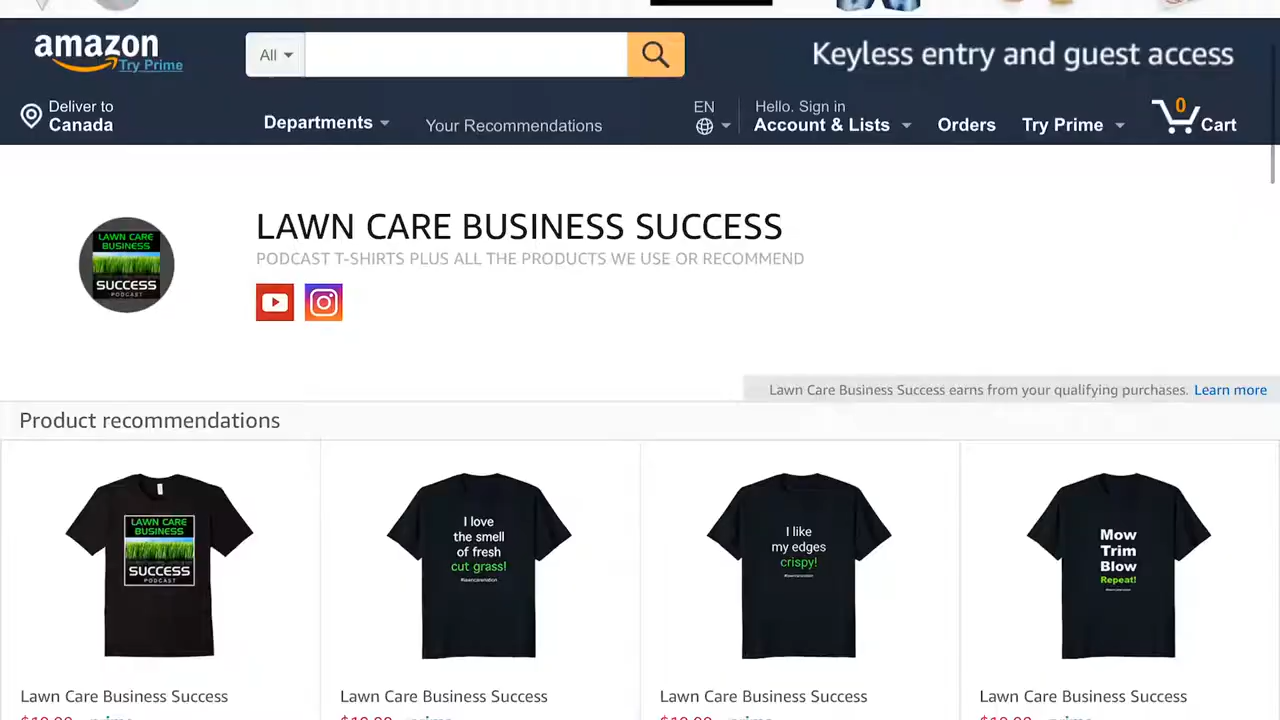 amazon
Try Prime
All
Keyless entry and guest access
Deliver to
Canada
Departments
Your Recommendations
EN
Hello. Sign in
Account & Lists
Orders
Try Prime
0
Cart
LAWN CARE BUSINESS SUCCESS
PODCAST T-SHIRTS PLUS ALL THE PRODUCTS WE USE OR RECOMMEND
LAWN CARE
BUSINESS
SUCCESS
PODCAST
Lawn Care Business Success earns from your qualifying purchases. Learn more
Product recommendations
LAWN CARE
BUSINESS
SUCCESS
PODCAST
I love
the smell
of fresh
cut grass!
I like
my edges
crispy!
Mow
Trim
Blow
Repeat!
Lawn Care Business Success
Lawn Care Business Success
Lawn Care Business Success
Lawn Care Business Success